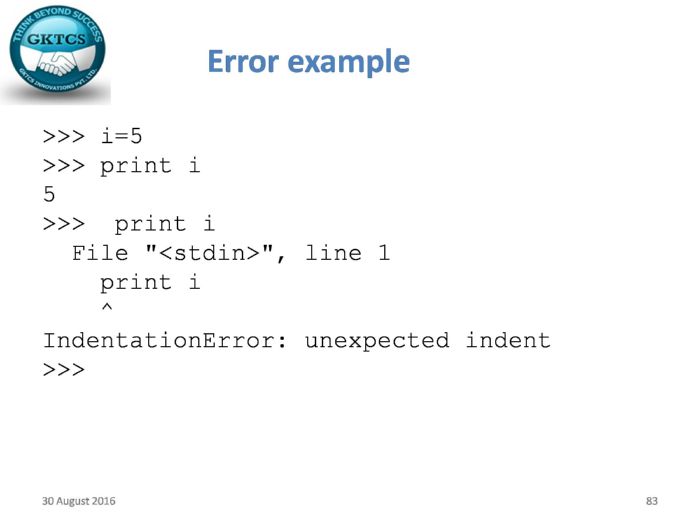 THINK BEYOND SUCCESS
GKTCS
GKTCS INNOVATIONS PVT. LTD.
Error example
>>> i=5
>>> print i
5
>>>  print i
  File "<stdin>", line 1
    print i
    ^
IndentationError: unexpected indent
>>>
30 August 2016
83